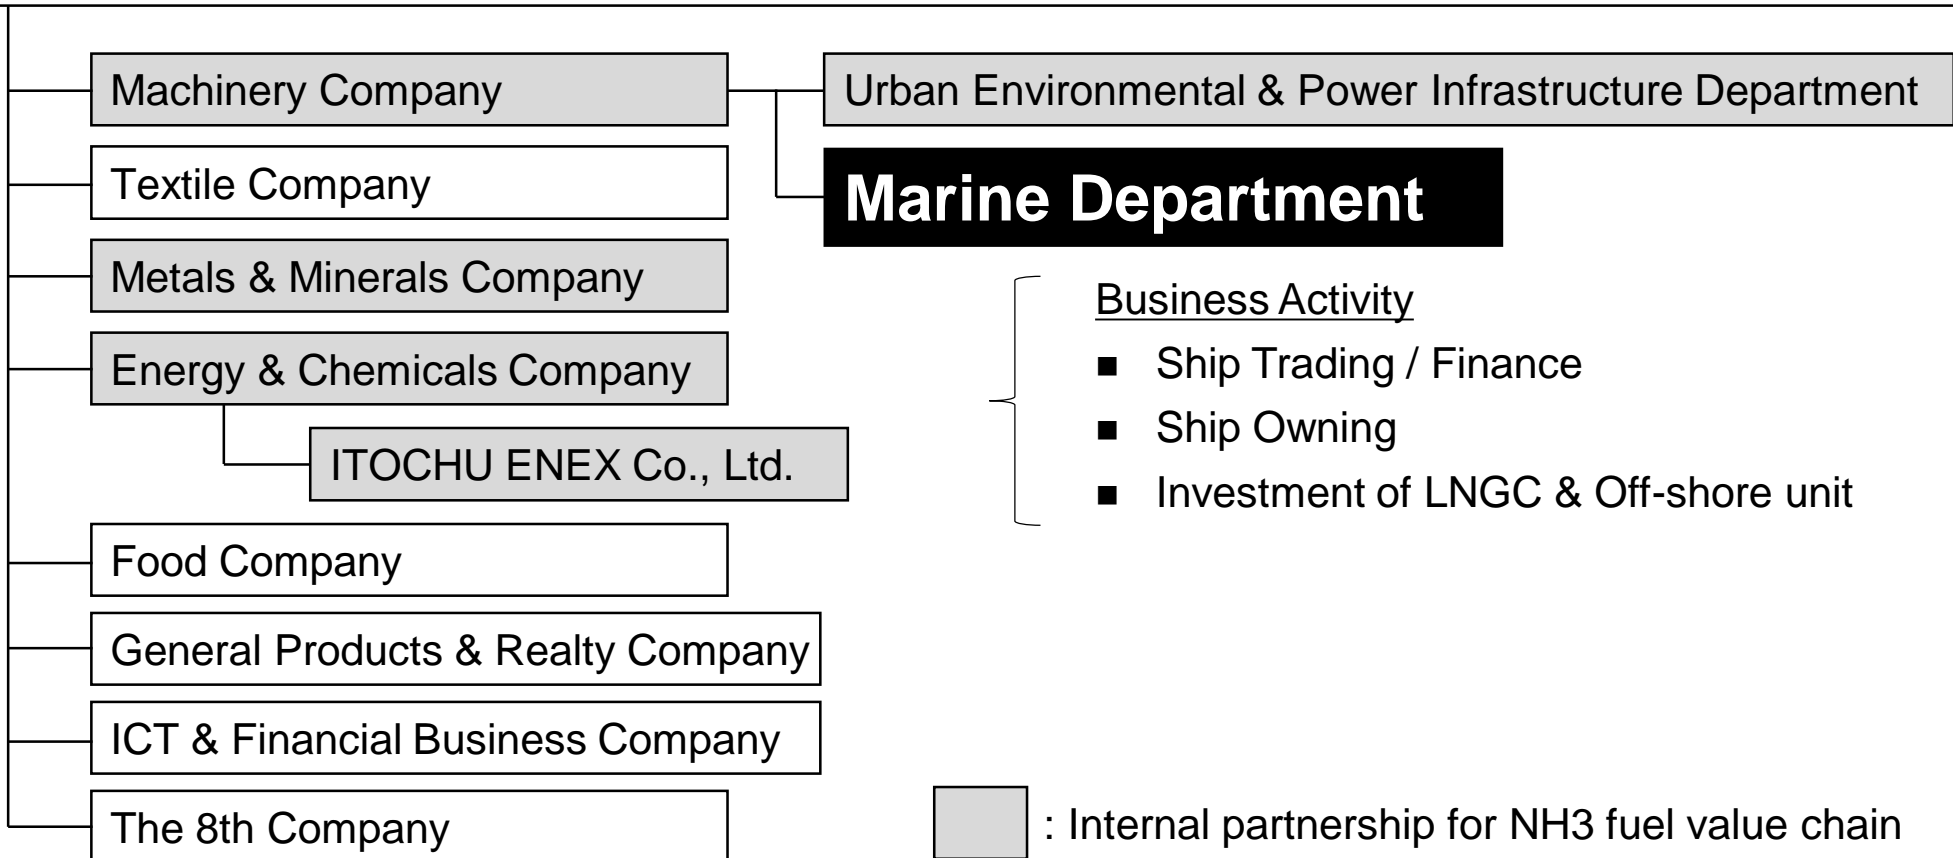 Machinery Company
Urban Environmental & Power Infrastructure Department
Textile Company
Marine Department
Metals & Minerals Company
Energy & Chemicals Company
ITOCHU ENEX Co., Ltd.
Business Activity
■ Ship Trading / Finance
■ Ship Owning
■ Investment of LNGC & Off-shore unit
Food Company
General Products & Realty Company
ICT & Financial Business Company
The 8th Company
: Internal partnership for NH3 fuel value chain